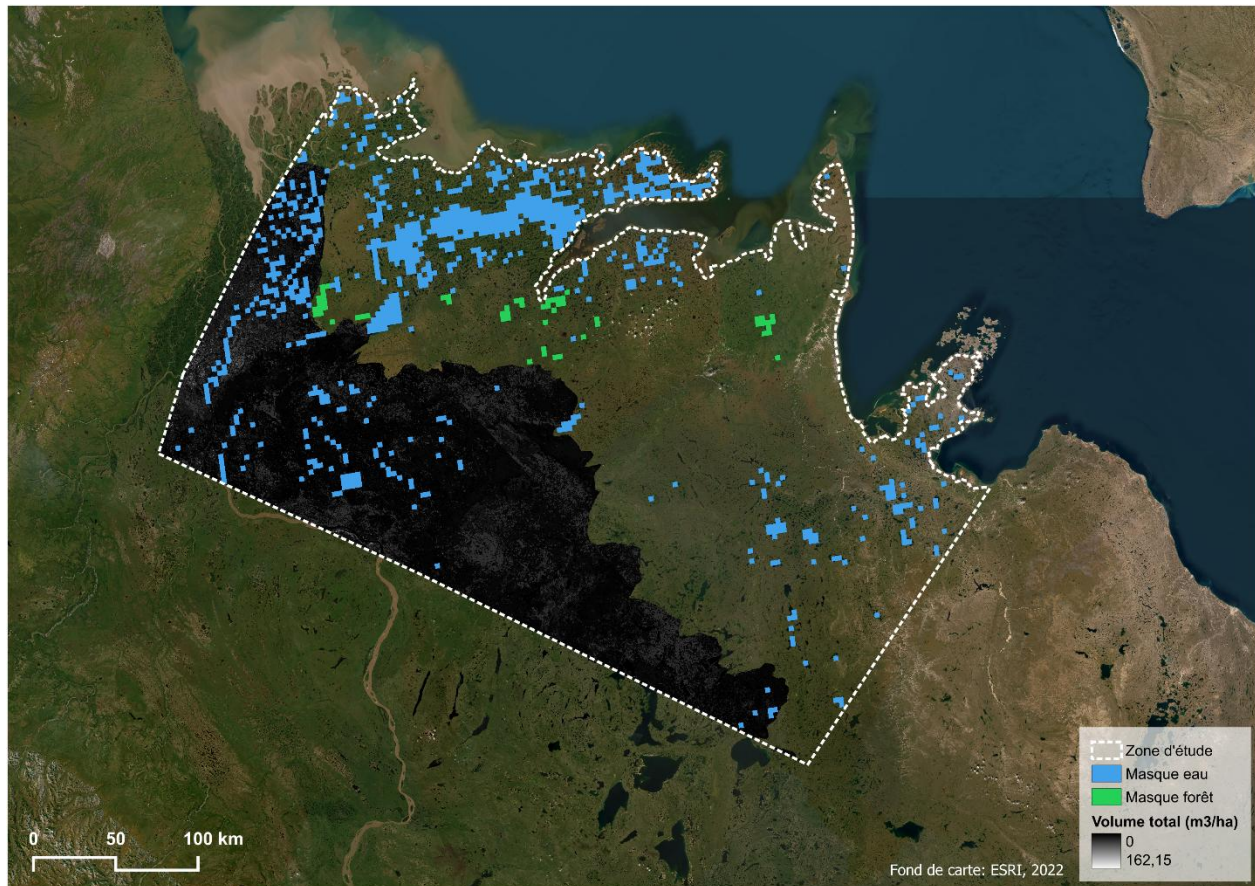 Zone d'étude
Masque eau
Masque forêt
Volume total (m3/ha)
0
162,15
0 50 100 km
Fond de carte: ESRI, 2022